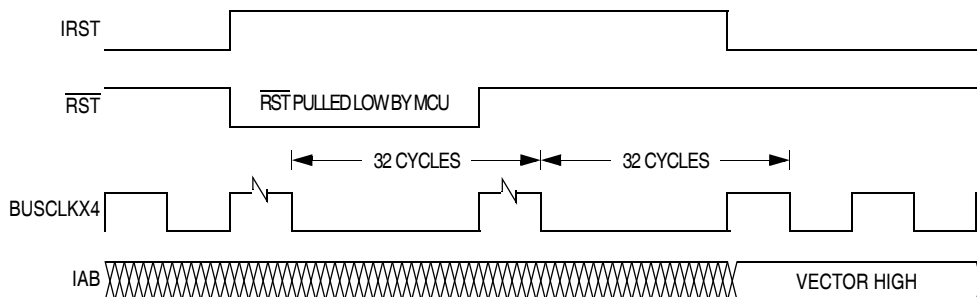 IRST
RST
RST PULLED LOW BY MCU
32 CYCLES
32 CYCLES
BUSCLKX4
IAB
VECTOR HIGH